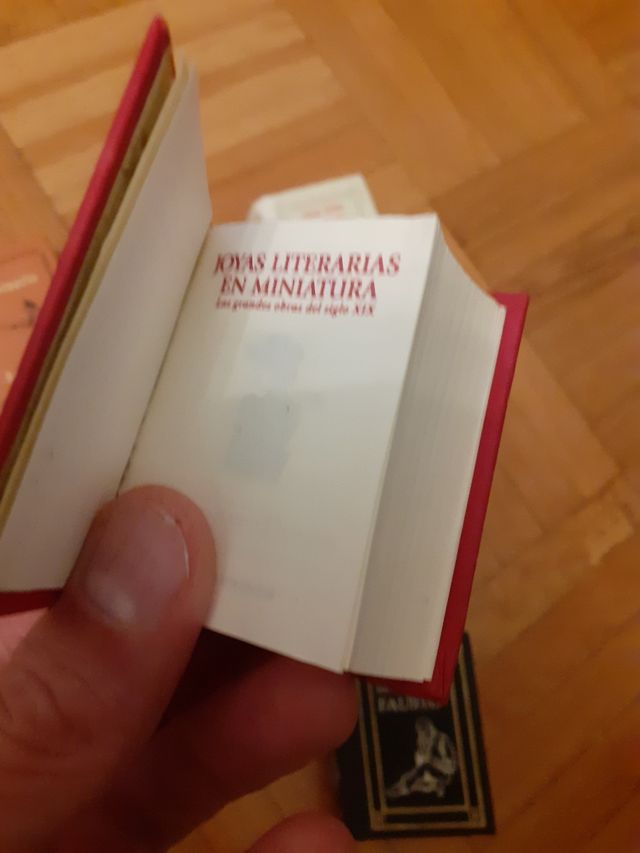 JOYAS LITERARIAS
EN MINIATURA
Las grandes obras del siglo XIX